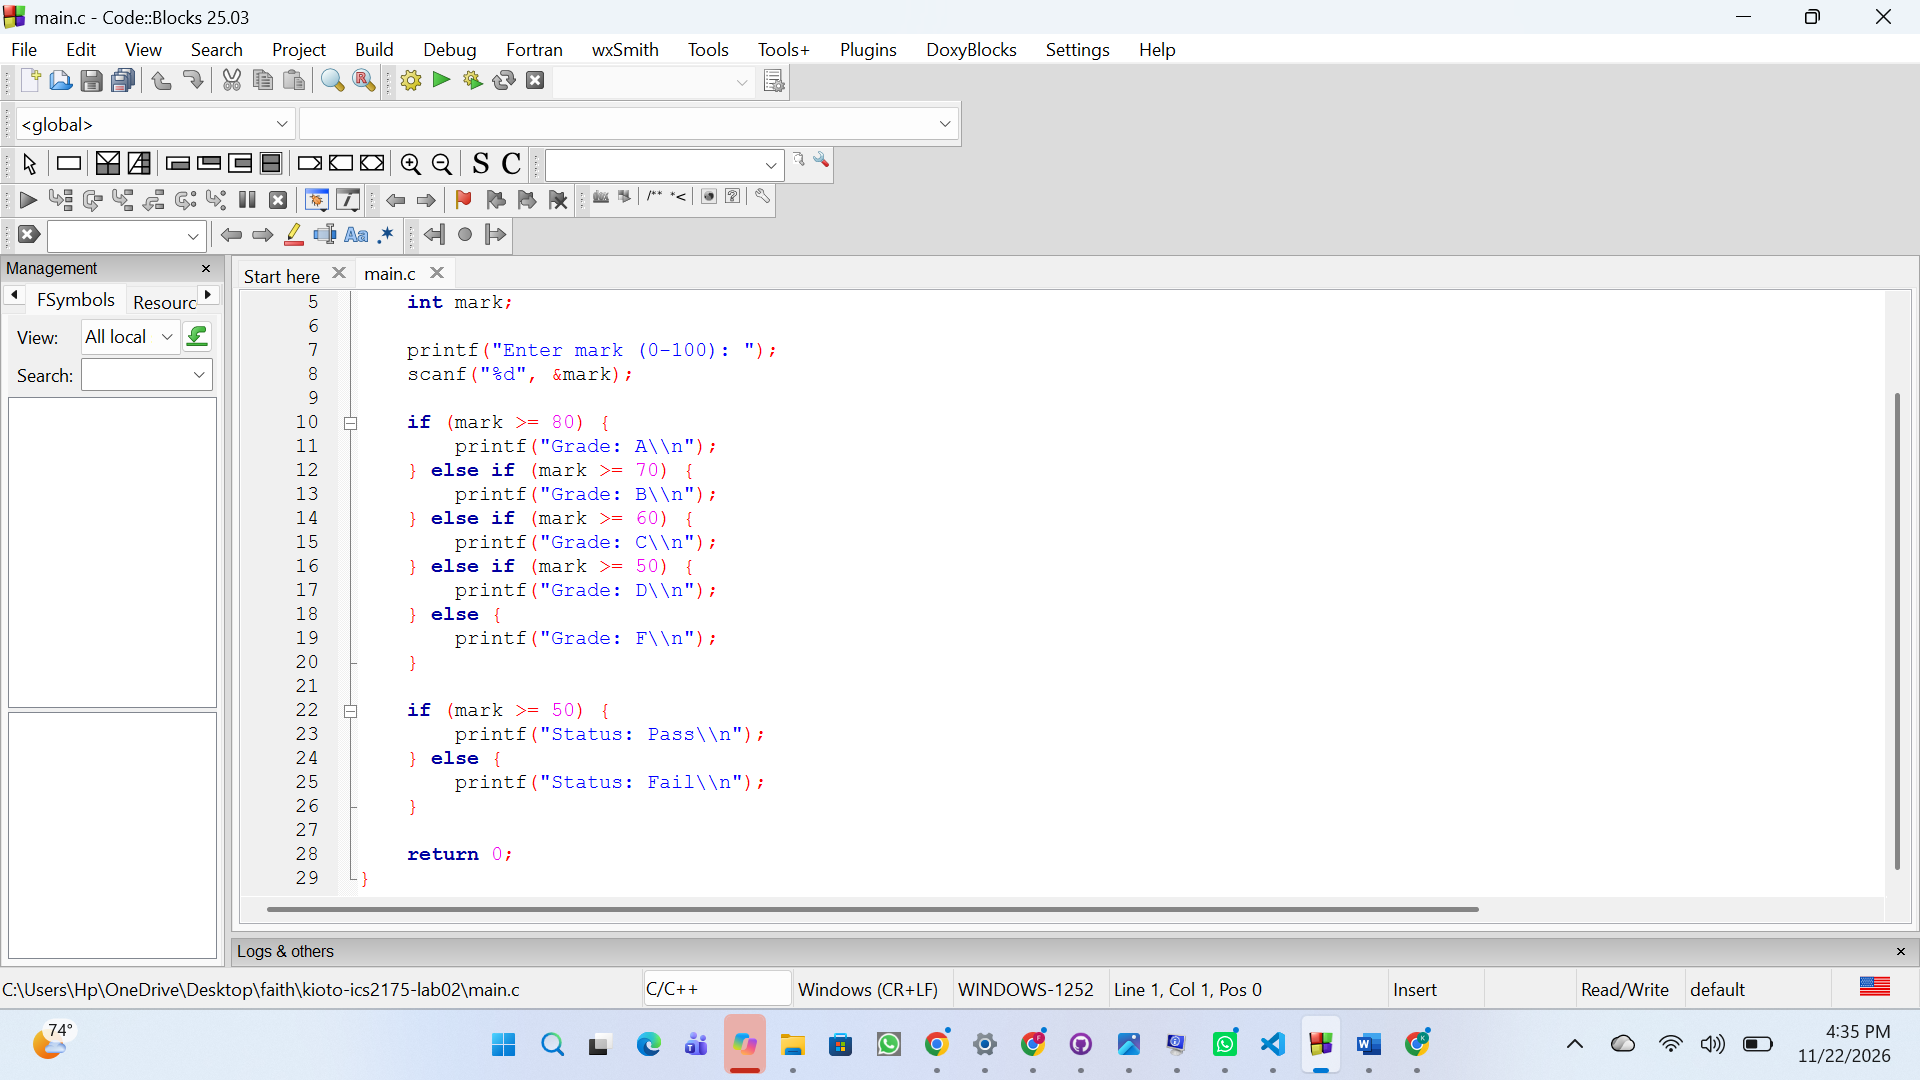 main.c - Code::Blocks 25.03
File Edit View Search Project Build Debug Fortran wxSmith Tools Tools+ Plugins DoxyBlocks Settings Help
<global>
S C
/** *<
Aa .*
Management
Start here main.c
FSymbols Resourc
View: All local
Search:
5 int mark;
6
7 printf("Enter mark (0-100): ");
8 scanf("%d", &mark);
9
10 if (mark >= 80) {
11 printf("Grade: A\\n");
12 } else if (mark >= 70) {
13 printf("Grade: B\\n");
14 } else if (mark >= 60) {
15 printf("Grade: C\\n");
16 } else if (mark >= 50) {
17 printf("Grade: D\\n");
18 } else {
19 printf("Grade: F\\n");
20 }
21
22 if (mark >= 50) {
23 printf("Status: Pass\\n");
24 } else {
25 printf("Status: Fail\\n");
26 }
27
28 return 0;
29 }
Logs & others
C:\Users\Hp\OneDrive\Desktop\faith\kioto-ics2175-lab02\main.c C/C++ Windows (CR+LF) WINDOWS-1252 Line 1, Col 1, Pos 0 Insert Read/Write default
74°
4:35 PM
11/22/2026